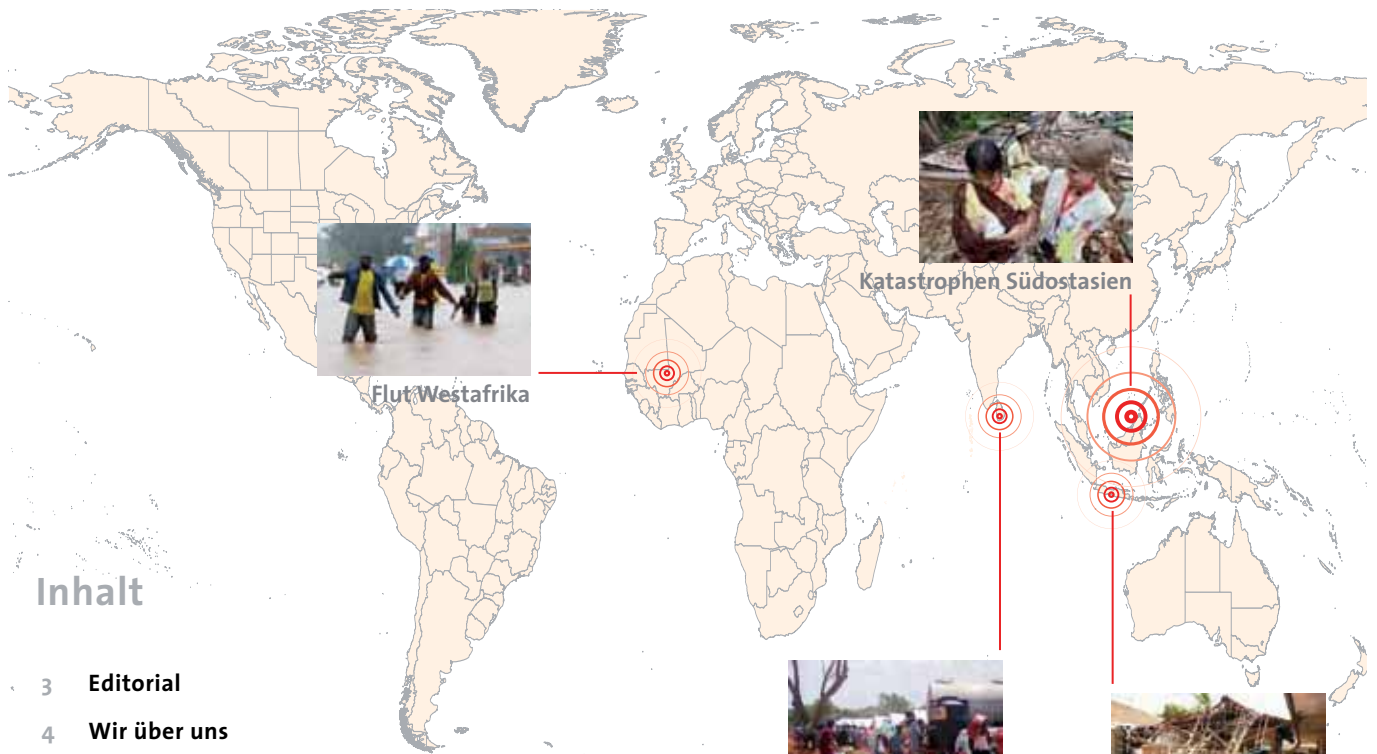 Katastrophen Südostasien
Flut Westafrika
Inhalt
3 Editorial
4 Wir über uns